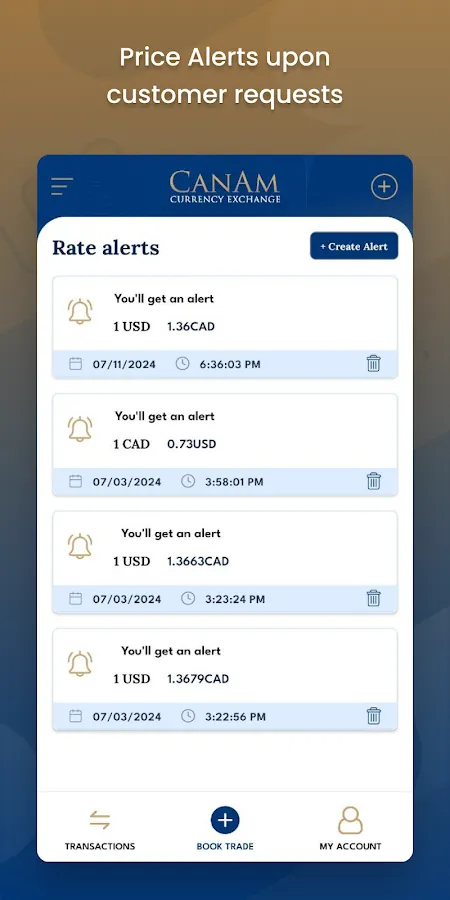 Price Alerts upon
customer requests
CANAM
CURRENCY EXCHANGE
Rate alerts
+ Create Alert
You'll get an alert
1 USD 1.36CAD
07/11/2024 6:36:03 PM
You'll get an alert
1 CAD 0.73USD
07/03/2024 3:58:01 PM
You'll get an alert
1 USD 1.3663CAD
07/03/2024 3:23:24 PM
You'll get an alert
1 USD 1.3679CAD
07/03/2024 3:22:56 PM
TRANSACTIONS BOOK TRADE MY ACCOUNT